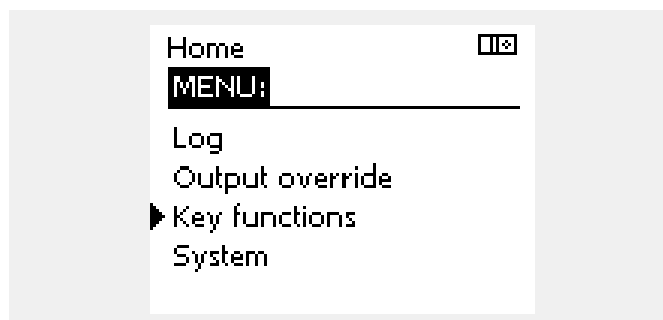 Home
MENU:
Log
Output override
Key functions
System